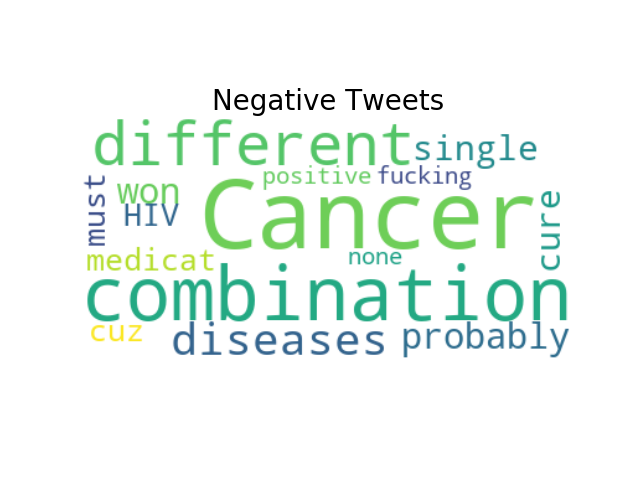 Negative Tweets
different
single
positive
fucking
must
won
Cancer
HIV
cure
medicat
none
combination
cuz
diseases
probably